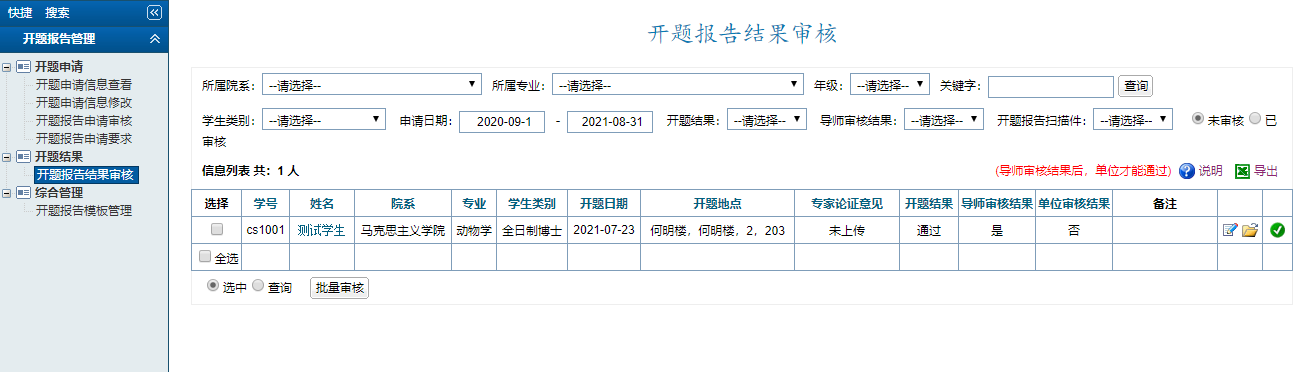 快捷 搜索
开题报告管理
开题申请
开题申请信息查看
开题申请信息修改
开题报告申请审核
开题报告申请要求
开题结果
开题报告结果审核
综合管理
开题报告模板管理
开题报告结果审核
所属院系： --请选择-- 所属专业： --请选择-- 年级： --请选择-- 关键字： 查询
学生类别： --请选择-- 申请日期： 2020-09-1 - 2021-08-31 开题结果： --请选择-- 导师审核结果： --请选择-- 开题报告扫描件： --请选择-- 未审核 已
审核
信息列表 共：1 人 (导师审核结果后，单位才能通过) 说明 导出
选择 学号 姓名 院系 专业 学生类别 开题日期 开题地点 专家论证意见 开题结果 导师审核结果 单位审核结果 备注
cs1001 测试学生 马克思主义学院 动物学 全日制博士 2021-07-23 何明楼，何明楼，2，203 未上传 通过 是 否
全选
选中 查询 批量审核